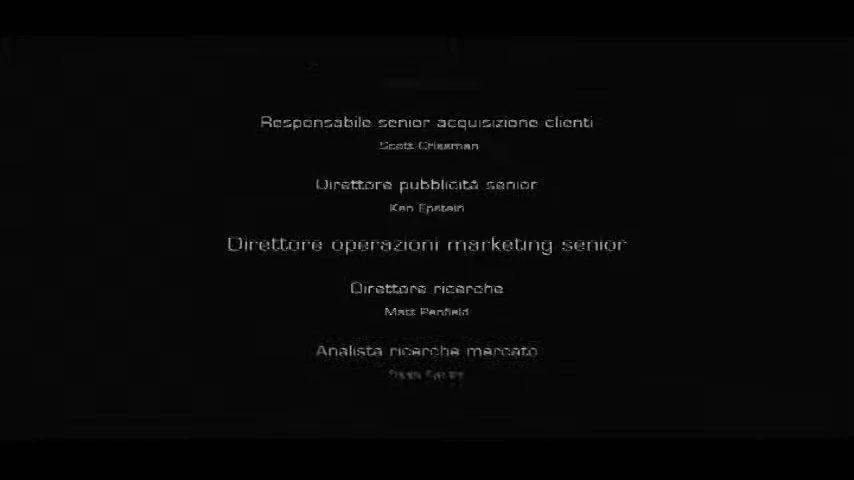 Responsabile senior acquisizione clienti
Scott Crissman
Direttore pubblicità senior
Ken Epstein
Direttore operazioni marketing senior
Direttore ricerche
Matt Penfield
Analista ricerche mercato